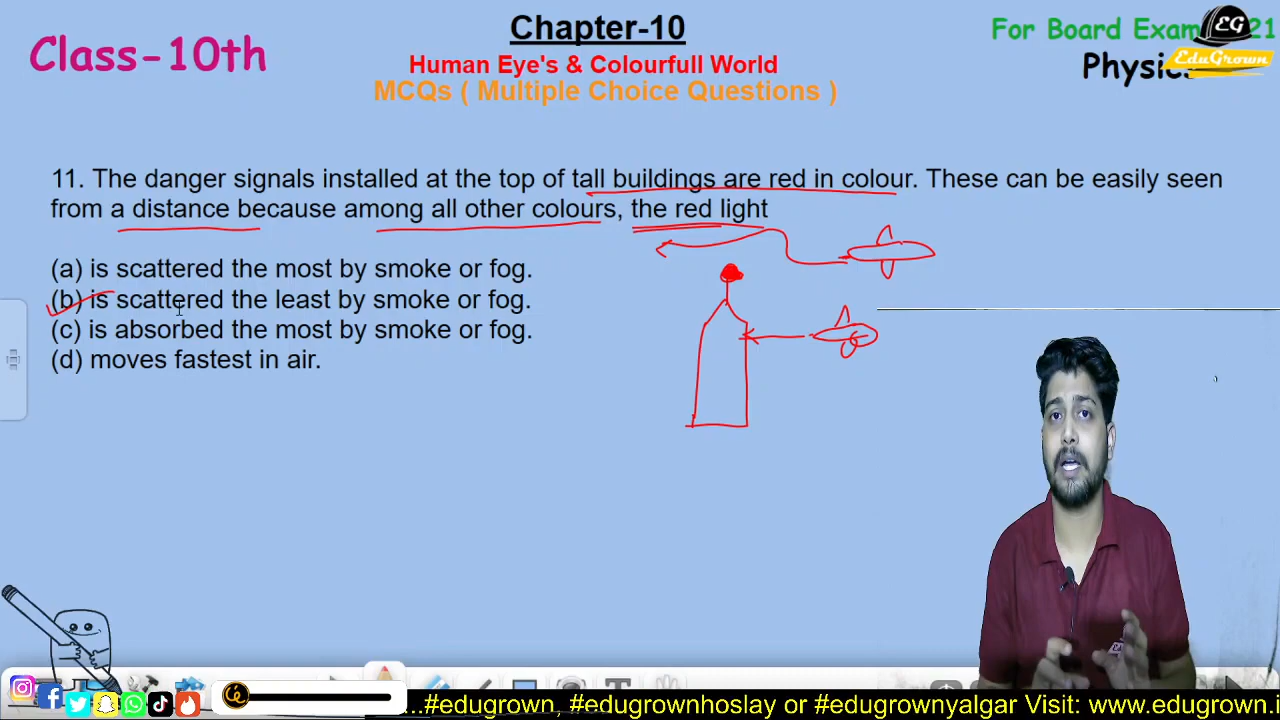 Class-10th
Chapter-10
Human Eye's & Colourfull World
MCQs ( Multiple Choice Questions )
For Board Exam 21
Physics
EG
EduGrown
11. The danger signals installed at the top of tall buildings are red in colour. These can be easily seen
from a distance because among all other colours, the red light
(a) is scattered the most by smoke or fog.
(b) is scattered the least by smoke or fog.
(c) is absorbed the most by smoke or fog.
(d) moves fastest in air.
...#edugrown, #edugrownhoslay or #edugrownyalgar Visit: www.edugrown.i